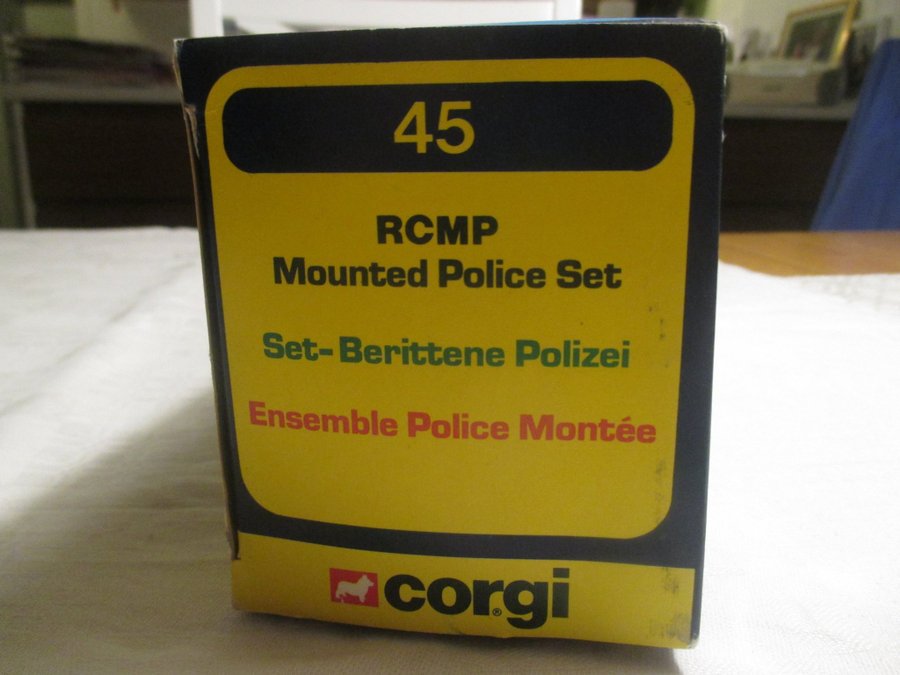 45
RCMP
Mounted Police Set
Set-Berittene Polizei
Ensemble Police Montée
corgi®